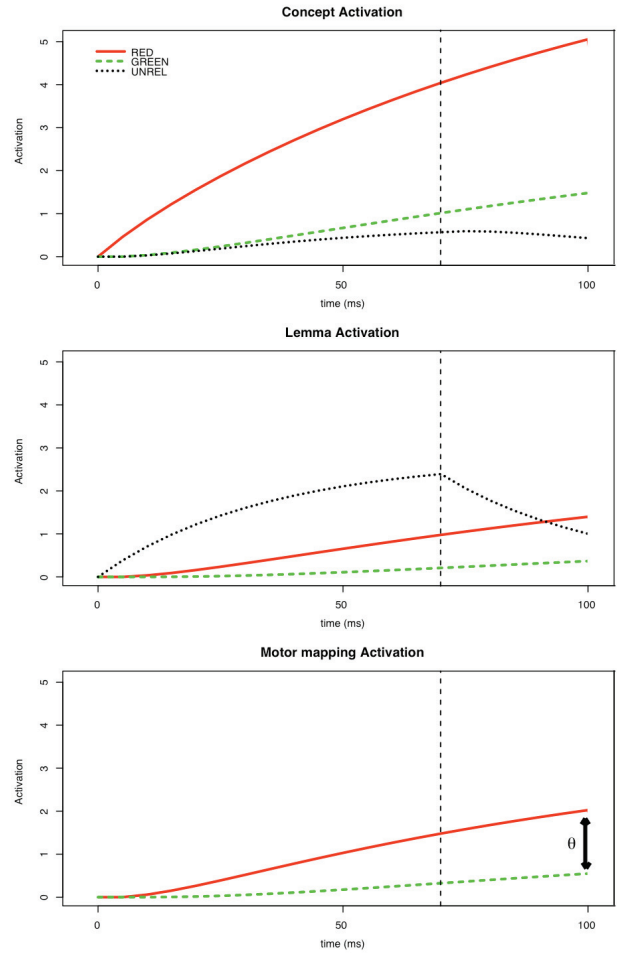 Concept Activation
RED
GREEN
UNREL
Activation
5
4
3
2
1
0
0 50 100
time (ms)
Lemma Activation
Activation
5
4
3
2
1
0
0 50 100
time (ms)
Motor mapping Activation
Activation
5
4
3
2
1
0
θ
0 50 100
time (ms)